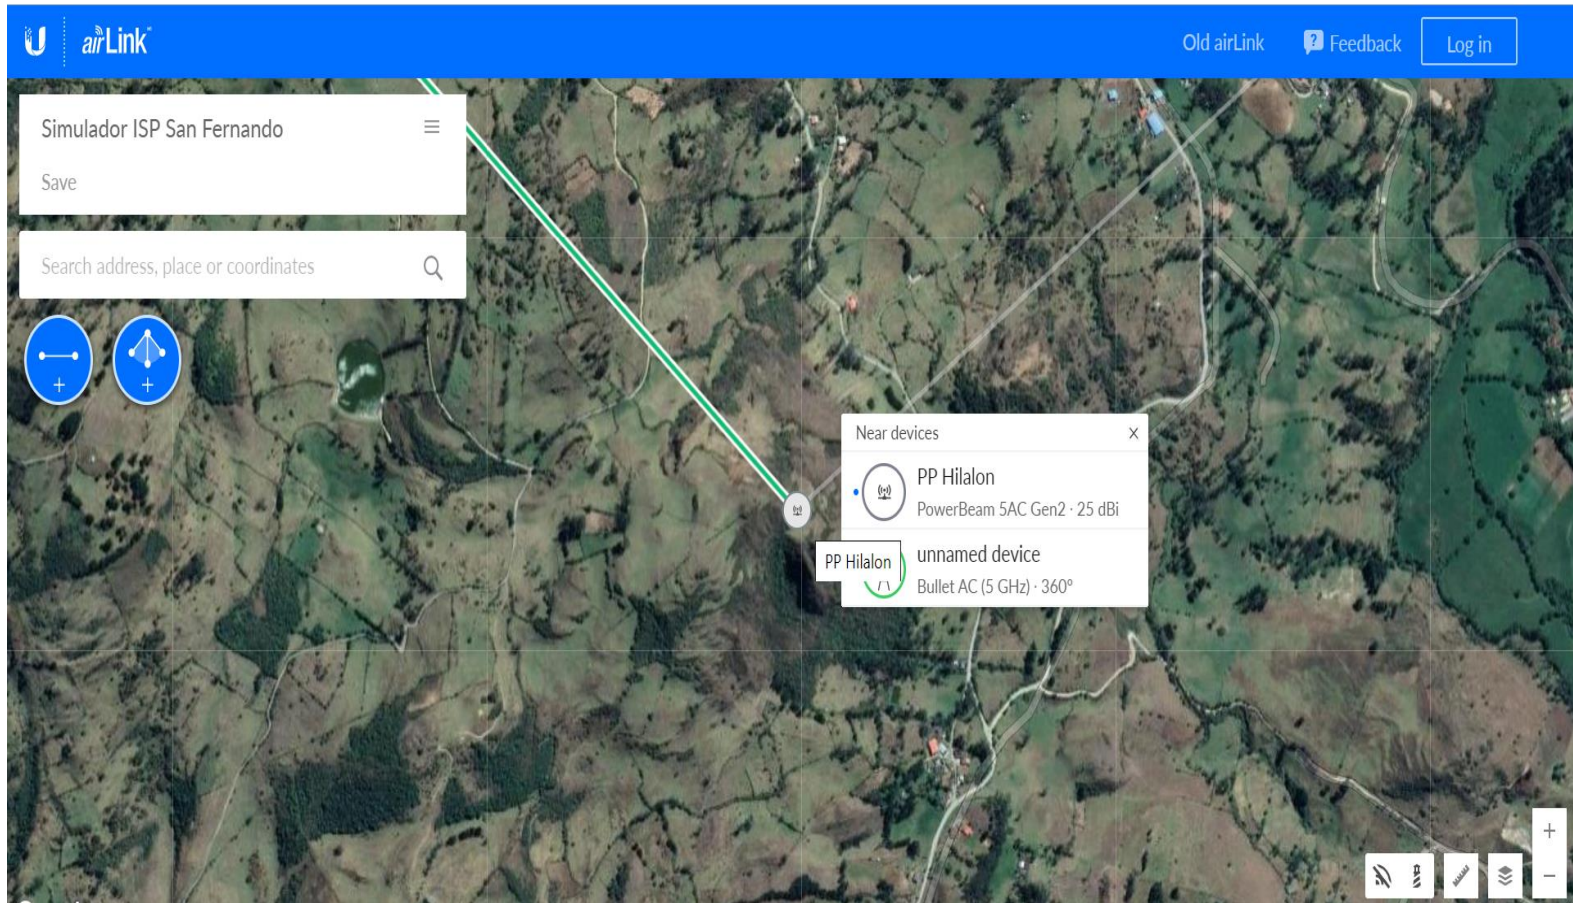 airLink
Old airLink
? Feedback
Log in
Simulador ISP San Fernando
Save
Search address, place or coordinates
+
+
Near devices
X
PP Hilalon
PowerBeam 5AC Gen2 · 25 dBi
PP Hilalon
unnamed device
Bullet AC (5 GHz) · 360°
+
−